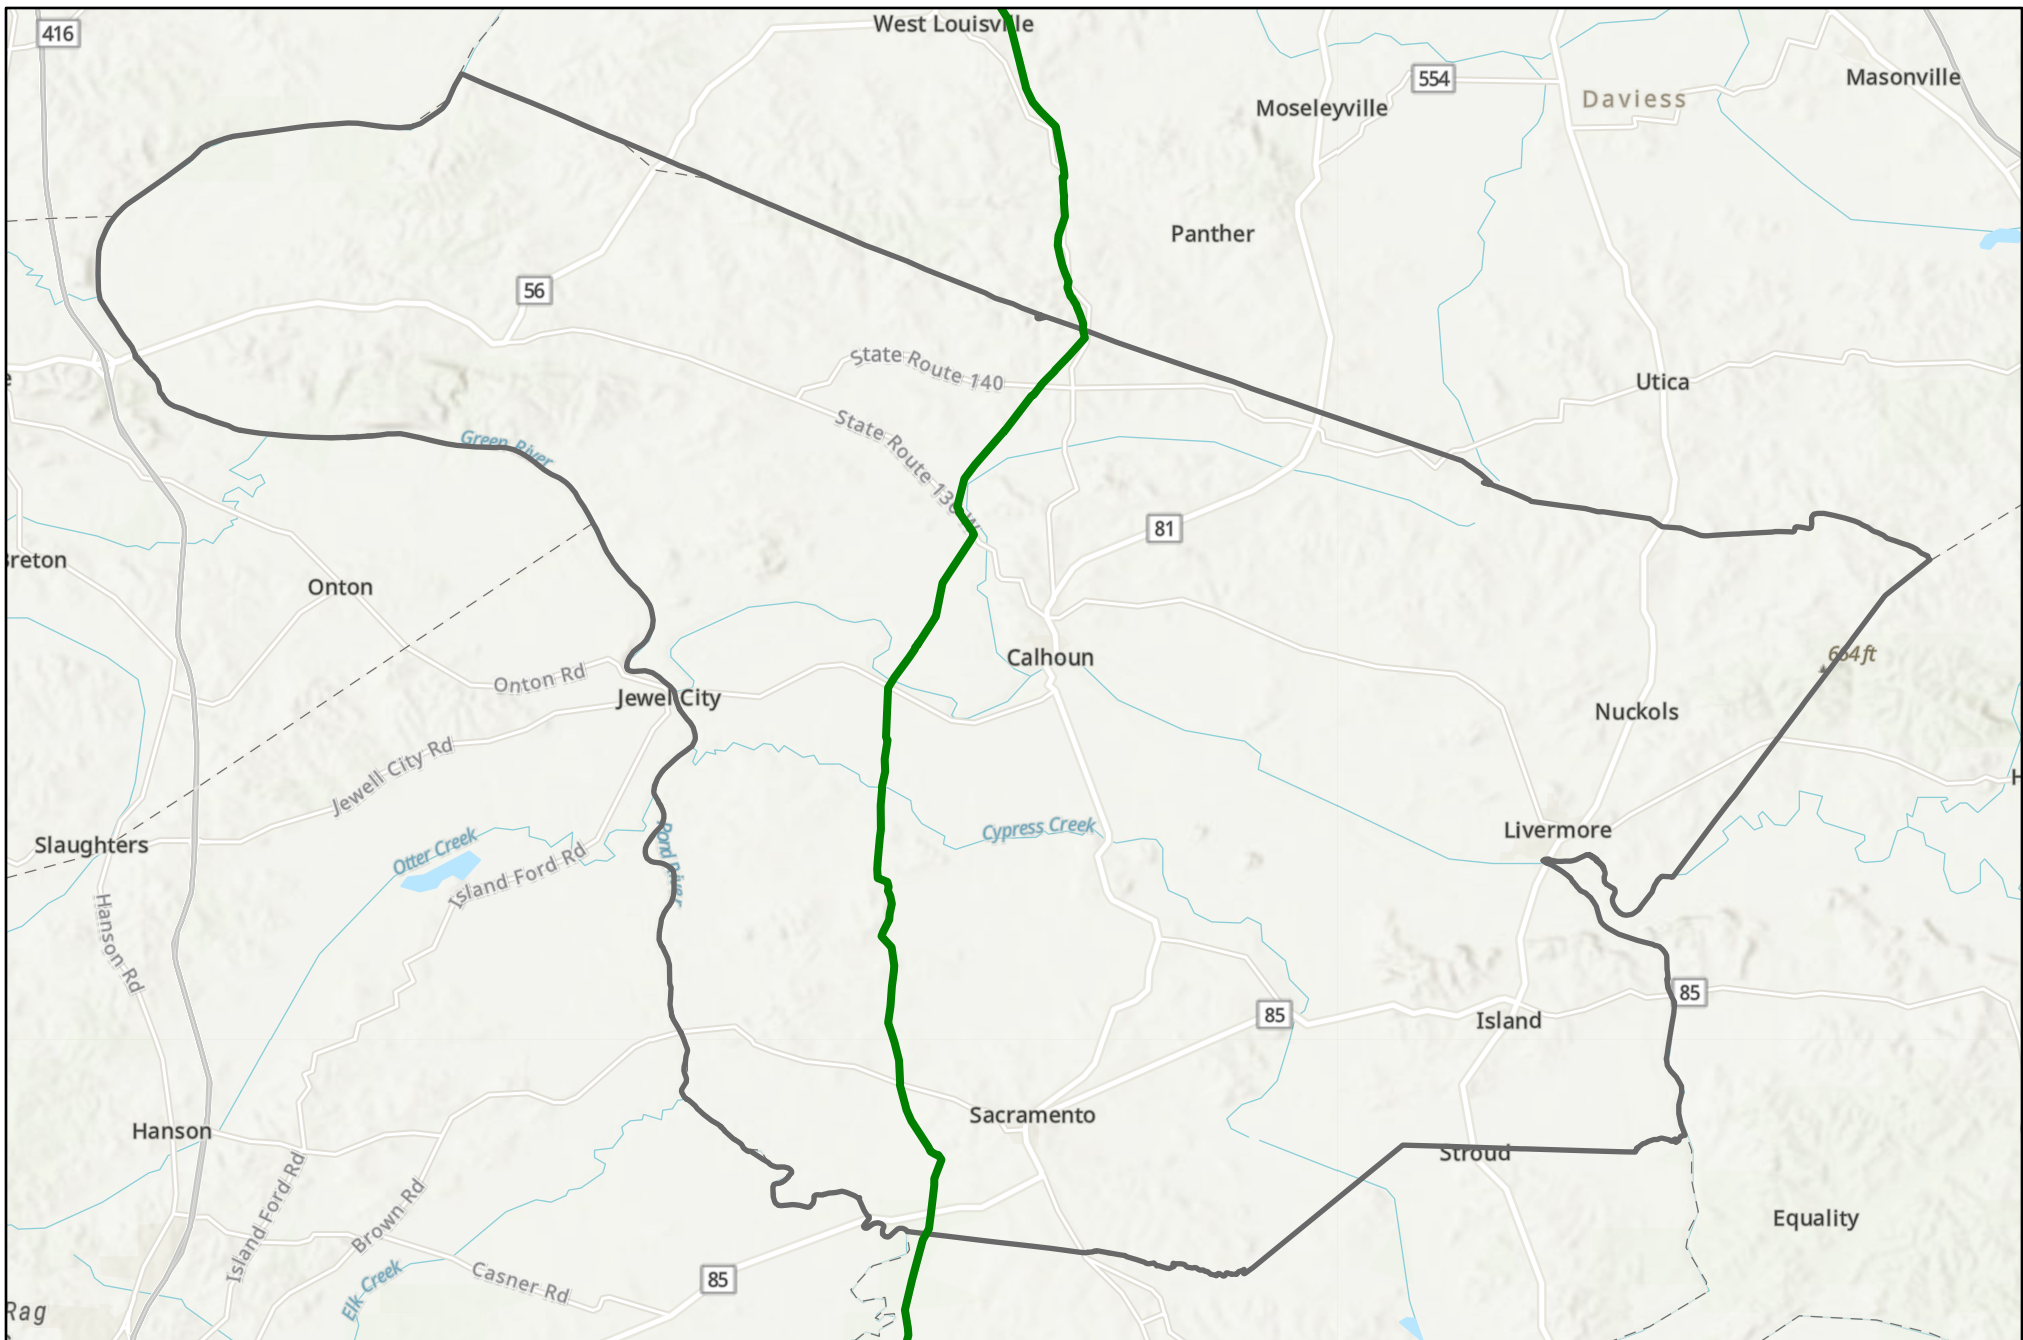 416
West Louisville
554
Masonville
Daviess
Moseleyville
Panther
56
State Route 140
Utica
State Route 136 W
Green River
81
Onton
Calhoun
664 ft
Onton Rd
Jewel City
Nuckols
Jewell City Rd
Livermore
Slaughters
Cypress Creek
Otter Creek
Pond River
Island Ford Rd
Hanson Rd
85
85
Island
Sacramento
Hanson
Stroud
Island Ford Rd
Brown Rd
Equality
85
Casner Rd
Elk Creek
Rag